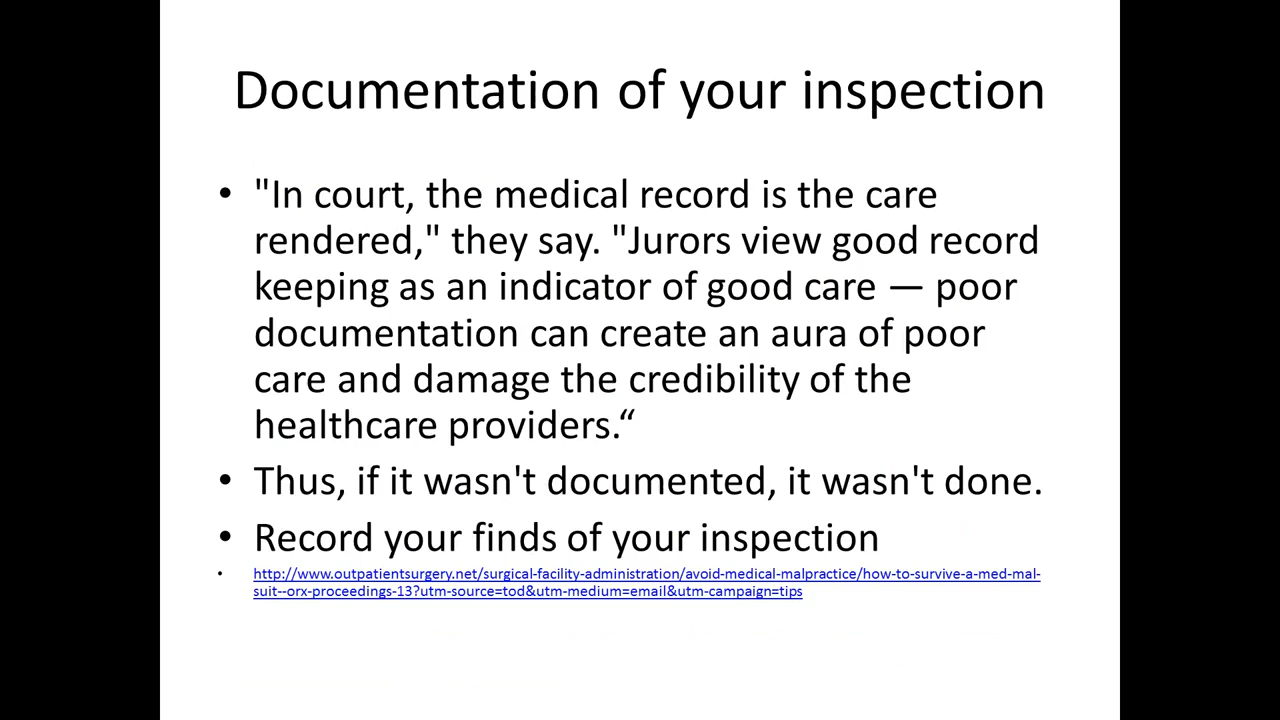 Documentation of your inspection
• "In court, the medical record is the care
rendered," they say. "Jurors view good record
keeping as an indicator of good care — poor
documentation can create an aura of poor
care and damage the credibility of the
healthcare providers.“
• Thus, if it wasn't documented, it wasn't done.
• Record your finds of your inspection
• http://www.outpatientsurgery.net/surgical-facility-administration/avoid-medical-malpractice/how-to-survive-a-med-mal-
suit--orx-proceedings-13?utm-source=tod&utm-medium=email&utm-campaign=tips